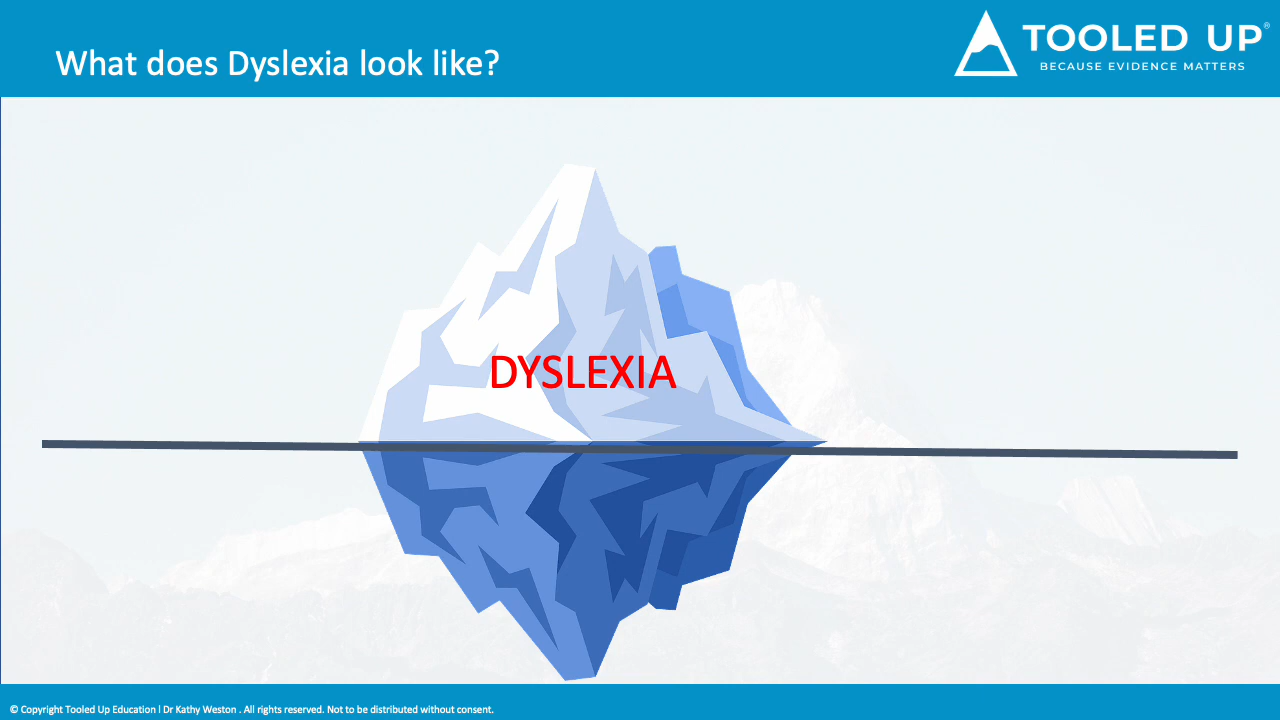 What does Dyslexia look like?
TOOLED UP®
BECAUSE EVIDENCE MATTERS
DYSLEXIA
© Copyright Tooled Up Education l Dr Kathy Weston . All rights reserved. Not to be distributed without consent.